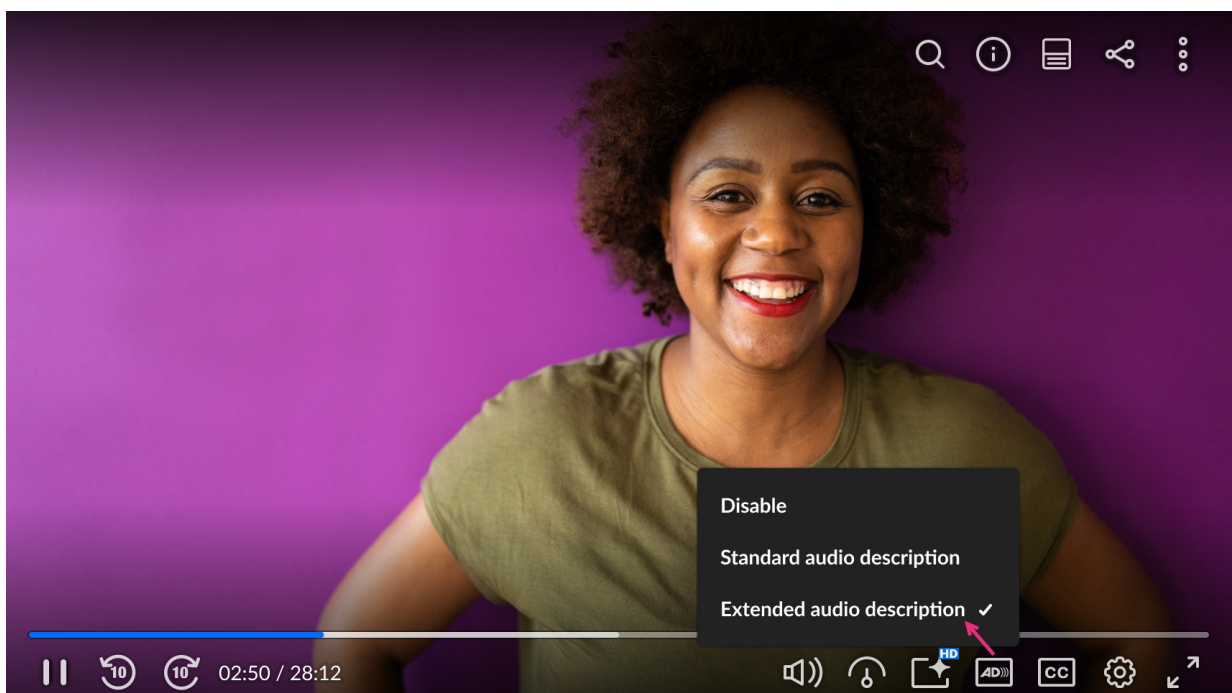 Disable
Standard audio description
Extended audio description
HD
10
10
02:50 / 28:12
AD
CC